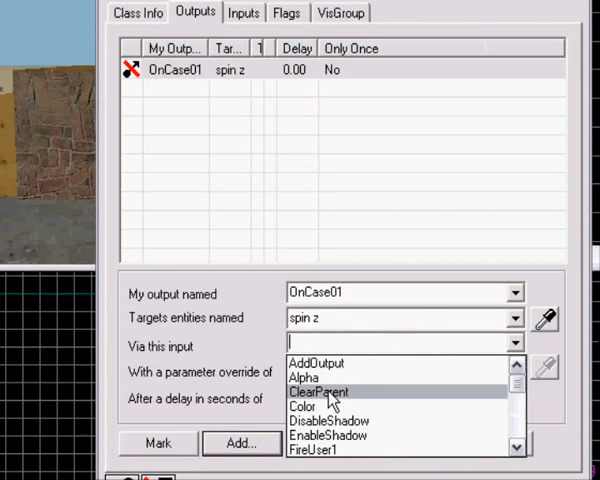 Class Info Outputs Inputs Flags VisGroup
My Outp... Tar... Delay Only Once
OnCase01 spin z 0.00 No
My output named OnCase01
Targets entities named spin z
Via this input
AddOutput
Alpha
With a parameter override of
ClearParent
After a delay in seconds of
Color
DisableShadow
EnableShadow
FireUser1
Mark Add...